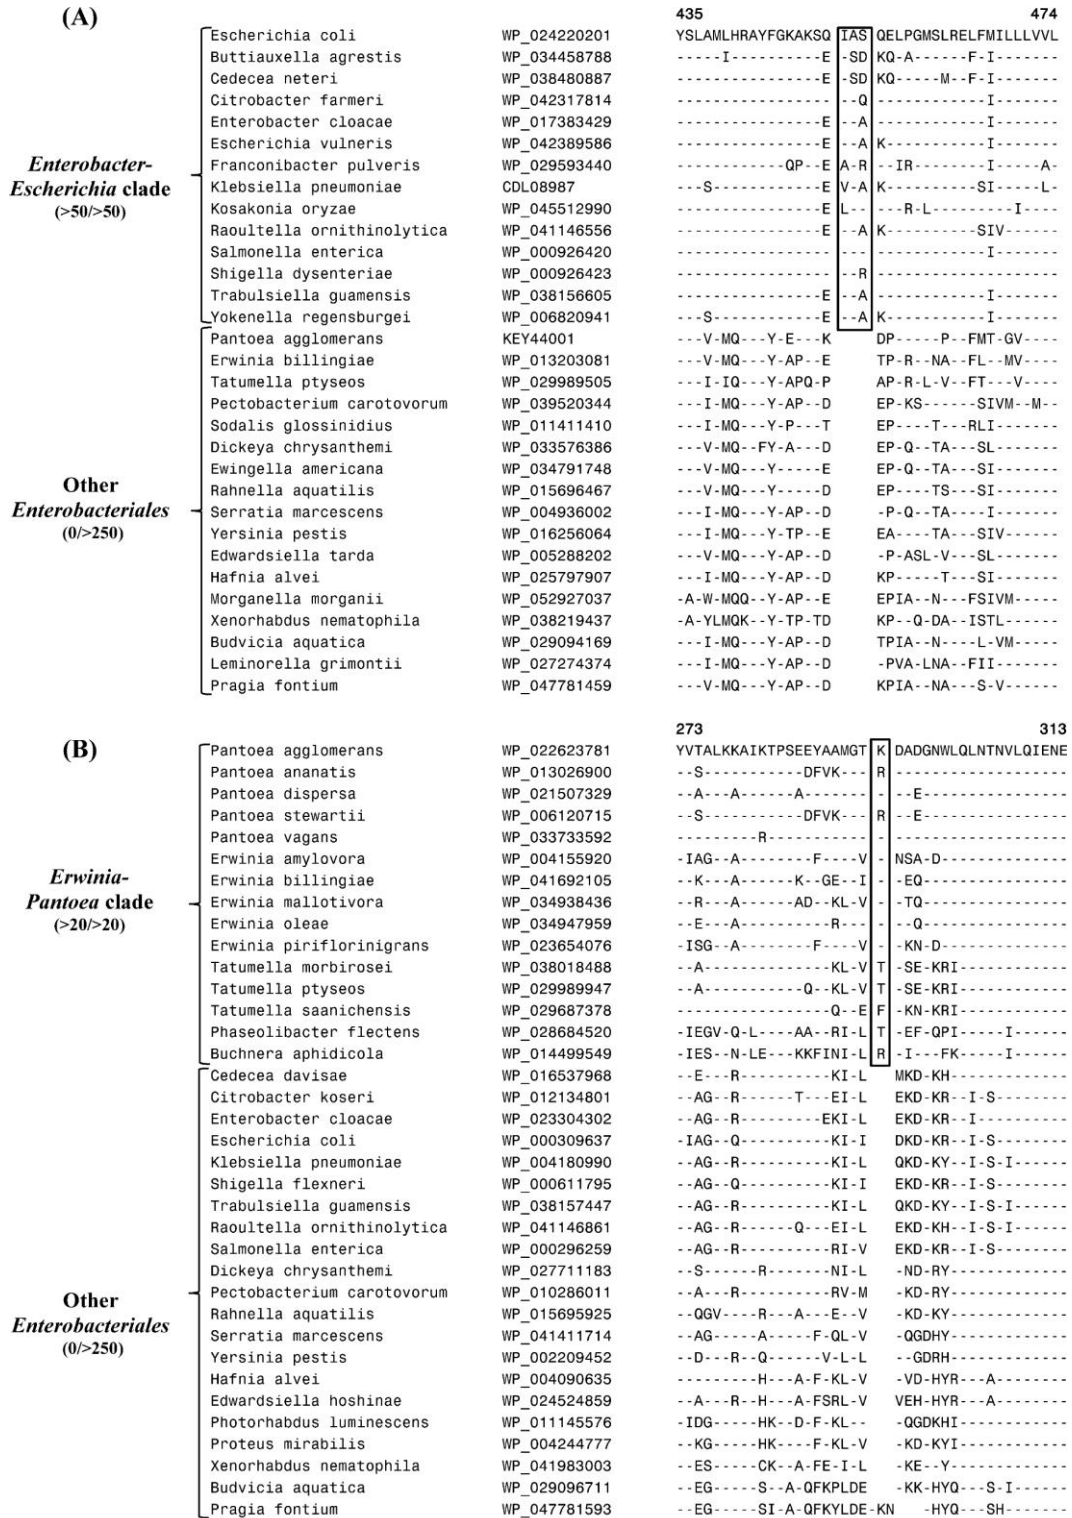 (A)
435 474
Escherichia coli WP_024220201 YSLAMLHRAYFGKAKSQ IAS QELPGMSLRELFMILLLVVL
Buttiauxella agrestis WP_034458788 -----I----------E -SD KQ-A------F-I-------
Cedecea neteri WP_038480887 ----------------E -SD KQ-----M--F-I-------
Citrobacter farmeri WP_042317814 ----------------- --Q ------------I-------
Enterobacter cloacae WP_017383429 ----------------E --A ------------I-------
Escherichia vulneris WP_042389586 ----------------E --A K-----------I-------
Franconibacter pulveris WP_029593440 ------------QP--E A-R --IR--------I-----A-
Klebsiella pneumoniae CDL08987 ---S------------E V-A K----------SI-----L-
Kosakonia oryzae WP_045512990 ----------------E L-- ---R-L---------I----
Raoultella ornithinolytica WP_041146556 ----------------E --A K----------SIV------
Salmonella enterica WP_000926420 ----------------- --- ------------I-------
Shigella dysenteriae WP_000926423 ----------------- --R --------------------
Trabulsiella guamensis WP_038156605 ----------------E --A ------------I-------
Yokenella regensburgei WP_006820941 ---S------------E --A K-----------I-------
Enterobacter-
Escherichia clade
(>50/>50)
Pantoea agglomerans KEY44001 ---V-MQ---Y-E---K DP-----P--FMT-GV----
Erwinia billingiae WP_013203081 ---I-MQ---Y-AP--E TP-R--NA--FL--MV----
Tatumella ptyseos WP_029989505 ---I-IQ---Y-APQ-P AP-R-L-V--FT---V----
Pectobacterium carotovorum WP_039520344 ---I-MQ---Y-AP--D EP-KS------SIVM--M--
Sodalis glossinidius WP_011411410 ---I-MQ---Y-P---T EP----T---RLI-------
Dickeya chrysanthemi WP_033576386 ---V-MQ--FY-A---D EP-Q--TA---SL-------
Ewingella americana WP_034791748 ---I-MQ---Y-----E EP-Q--TA---SI-------
Rahnella aquatilis WP_015696467 ---V-MQ---Y-----D EP----TS---SI-------
Serratia marcescens WP_004936002 ---I-MQ---Y-AP--D -P-Q--TA----I-------
Yersinia pestis WP_016256064 ---I-MQ---Y-TP--E EA----TA---SIV------
Edwardsiella tarda WP_005288202 ---V-MQ---Y-AP--D -P-ASL-V---SL-------
Hafnia alvei WP_025797907 ---I-MQ---Y-AP--D KP-----T---SI-------
Morganella morganii WP_052927037 -A-W-MQQ--Y-AP--E EPIA--N---FSIVM-----
Xenorhabdus nematophila WP_038219437 -A-YLMQK--Y-TP-TD KP--Q-DA--ISTL------
Budvicia aquatica WP_029094169 ---I-MQ---Y-AP--D TPIA--N----L-VM-----
Leminorella grimontii WP_027274374 ---I-MQ---Y-AP--D -PVA-LNA--FII-------
Pragia fontium WP_047781459 ---V-MQ---Y-AP--D KPIA--NA---S-V------
Other
Enterobacteriales
(0/>250)
(B)
273 313
Pantoea agglomerans WP_022623781 YVTALKKAIKTPSEEYAAMGT K DADGNWLQLNTNVLQIENE
Pantoea ananatis WP_013026900 --S-----------DFVK--- R -------------------
Pantoea dispersa WP_021507329 --A---A------A------- - --E----------------
Pantoea stewartii WP_006120715 --S-----------DFVK--- R --E----------------
Pantoea vagans WP_033733592 ---------R----------- - -------------------
Erwinia amylovora WP_004155920 -IAG--A--------F----V - NSA-D--------------
Erwinia billingiae WP_041692105 --K---A------K--GE--I - -EQ----------------
Erwinia mallotivora WP_034938436 --R---A------AD--KL-V - -TQ----------------
Erwinia oleae WP_034947959 --E---A----------R--- - --Q----------------
Erwinia piriflorinigrans WP_023654076 -ISG--A--------F----V - -KN-D--------------
Tatumella morbirosei WP_038018488 --A--------------KL-V T -SE-KRI------------
Tatumella ptyseos WP_029989947 --A-----------Q--KL-V T -SE-KRI------------
Tatumella saanichensis WP_029687378 -----------------Q--E F -KN-KRI------------
Phaseolibacter flectens WP_028684520 -IEGV-Q-L----AA--RI-L T -EF-QPI-----I------
Buchnera aphidicola WP_014499549 -IES--N-LE---KKFINI-L R -I---FK-----I------
Erwinia-
Pantoea clade
(>20/>20)
Cedecea davisae WP_016537968 --E---R----------KI-L MKD-KH-------------
Citrobacter koseri WP_012134801 --AG--R------T---EI-L EKD-KR--I-S--------
Enterobacter cloacae WP_023304302 --AG--R---------EKI-L EKD-KR--I----------
Escherichia coli WP_000309637 -IAG--Q----------KI-I DKD-KR--I-S--------
Klebsiella pneumoniae WP_004180990 --AG--R----------KI-L QKD-KY--I-S-I------
Shigella flexneri WP_000611795 --AG--Q----------KI-I EKD-KR--I-S--------
Trabulsiella guamensis WP_038157447 --AG--R----------KI-L QKD-KY--I-S-I------
Raoultella ornithinolytica WP_041146861 --AG--R------Q---EI-L EKD-KH--I-S-I------
Salmonella enterica WP_000296259 --AG--R----------RI-V EKD-KR--I-S--------
Dickeya chrysanthemi WP_027711183 --S------R-------NI-L -ND-RY-------------
Pectobacterium carotovorum WP_010286011 --A---R----------RV-M -KD-KY-------------
Rahnella aquatilis WP_015695925 --QGV----R---A---E--V -KD-KY-------------
Serratia marcescens WP_041411714 --AG-----A-----F-QL-V -QGDHY-------------
Yersinia pestis WP_002209452 --D---R--Q------V-L-L --GDRH-------------
Hafnia alvei WP_004090635 ---------H---A-F-KL-V -VD-HYR---A--------
Edwardsiella hoshinae WP_024524859 --A---R--H---A-FSRL-V VEH-HYR---A--------
Photorhabdus luminescens WP_011145576 -IDG-----HK--D-F-KL-- -QGDKHI------------
Proteus mirabilis WP_004244777 --KG-----HK----F-KL-V -KD-KYI------------
Xenorhabdus nematophila WP_041983003 --ES-----CK--A-FE-I-L -KE--Y-------------
Budvicia aquatica WP_029096711 --EG-----S--A-QFKPLDE -KK-HYQ---S-I------
Pragia fontium WP_047781593 --EG-----SI-A-QFKYLDE-KN --HYQ---SH--------
Other
Enterobacteriales
(0/>250)